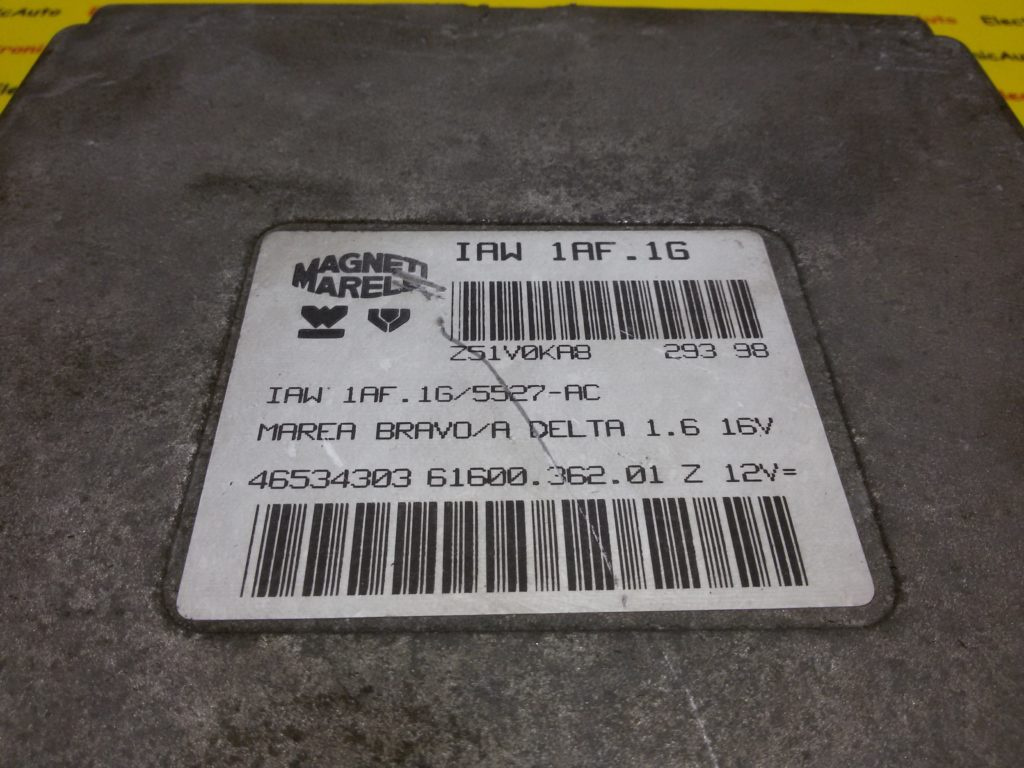 IAW 1AF.1G
MAGNETI
MARELLI
ZS1V0KA8 293 98
IAW 1AF.1G/5527-AC
MAREA BRAVO/A DELTA 1.6 16V
46534303 61600.362.01 Z 12V=